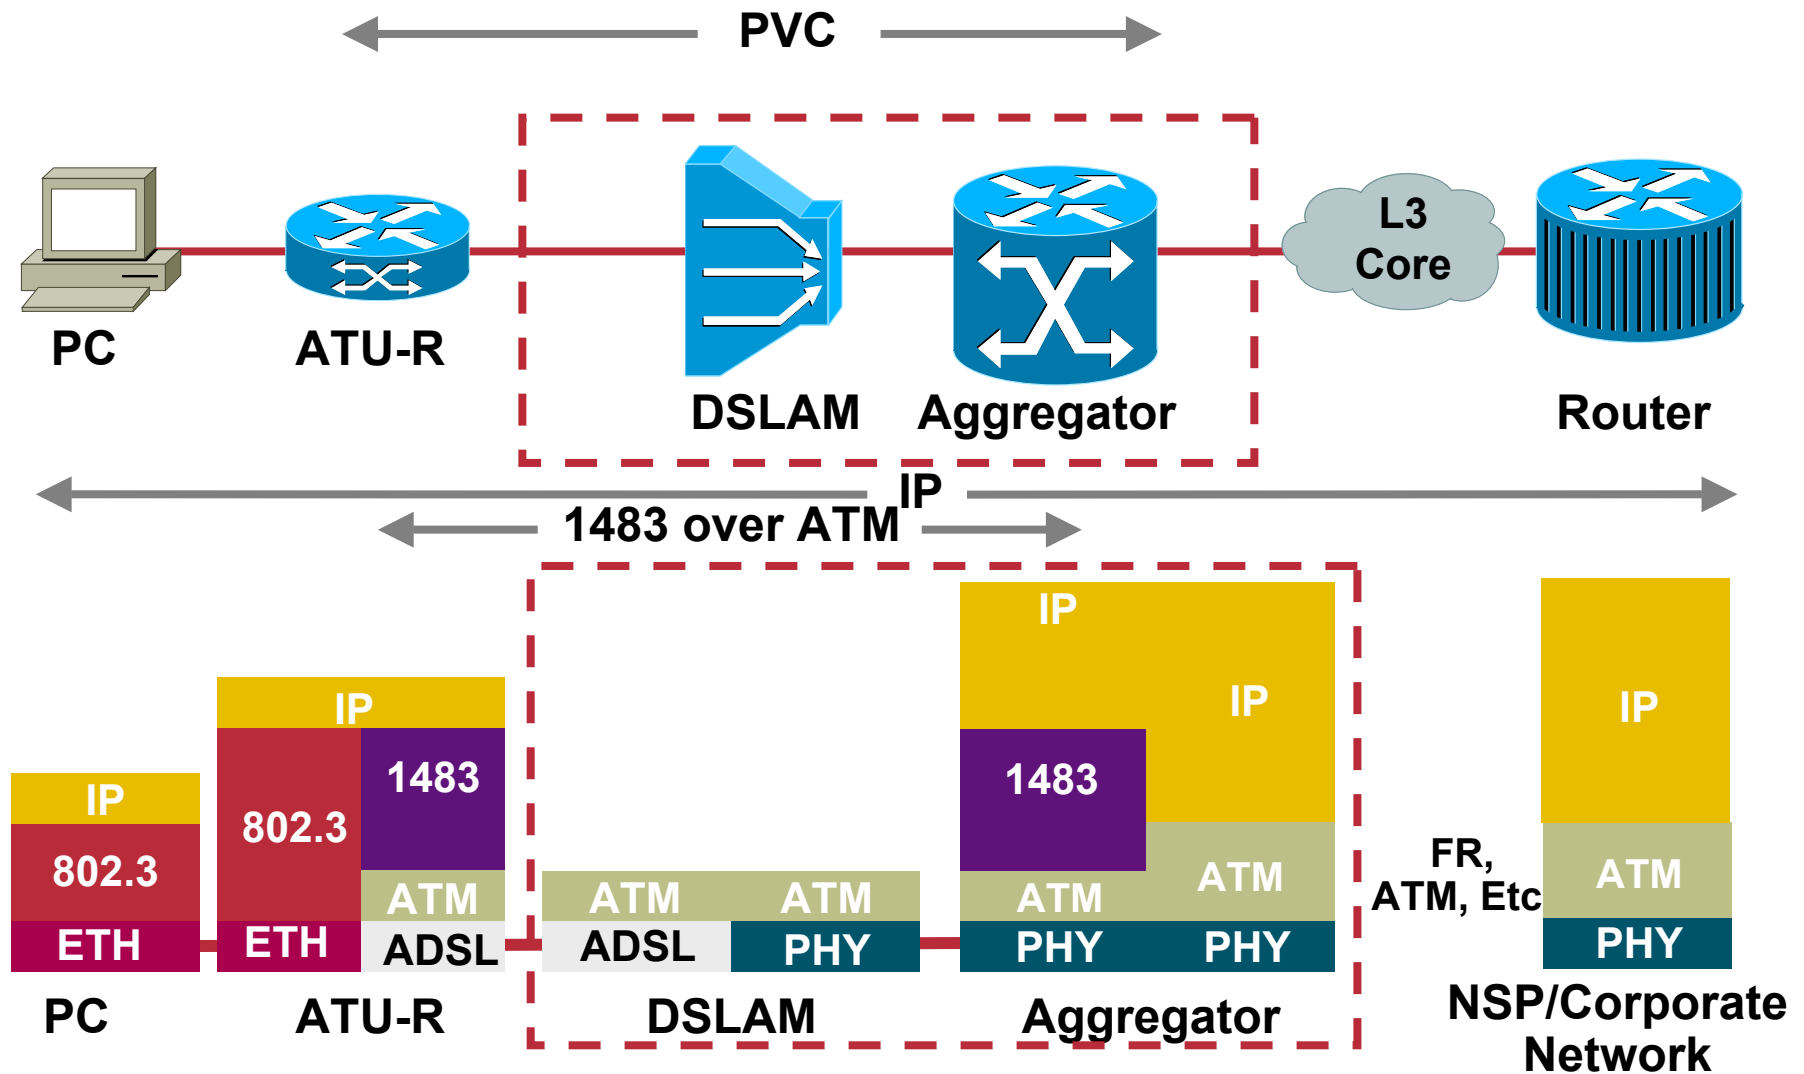 PVC
L3
Core
PC
ATU-R
DSLAM
Aggregator
Router
IP
1483 over ATM
IP
IP
IP
IP
1483
1483
IP
802.3
802.3
FR,
ATM, Etc
ATM
ATM
ATM
ATM
ATM
ATM
ETH
ETH
ADSL
ADSL
PHY
PHY
PHY
PHY
PC
ATU-R
DSLAM
Aggregator
NSP/Corporate
Network